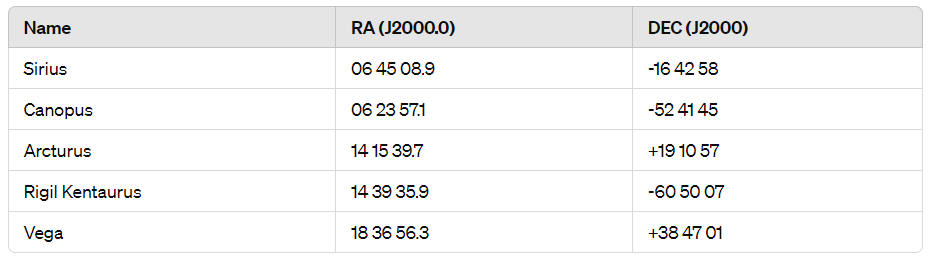 Name RA (J2000.0) DEC (J2000)
Sirius 06 45 08.9 -16 42 58
Canopus 06 23 57.1 -52 41 45
Arcturus 14 15 39.7 +19 10 57
Rigil Kentaurus 14 39 35.9 -60 50 07
Vega 18 36 56.3 +38 47 01